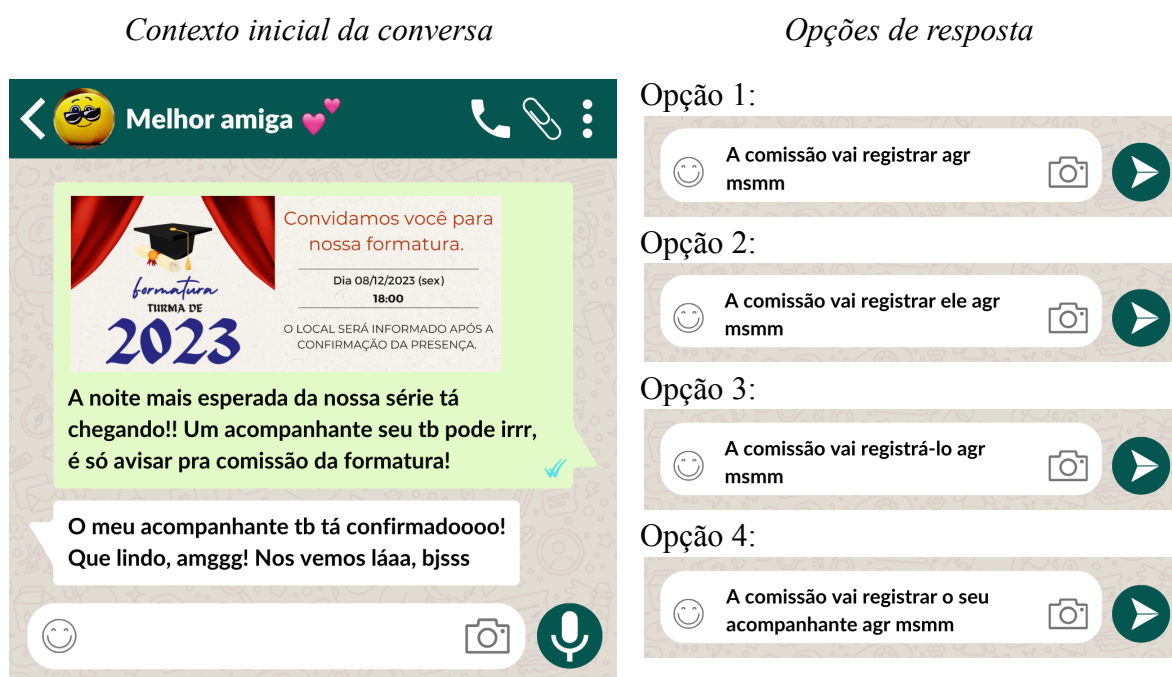 Contexto inicial da conversa
Melhor amiga
Convidamos você para
nossa formatura.
Dia 08/12/2023 (sex)
18:00
O LOCAL SERÁ INFORMADO APÓS A
CONFIRMAÇÃO DA PRESENÇA.
formatura
TURMA DE
2023
A noite mais esperada da nossa série tá
chegando!! Um acompanhante seu tb pode irrr,
é só avisar pra comissão da formatura!
O meu acompanhante tb tá confirmadoooo!
Que lindo, amggg! Nos vemos láaa, bjsss
Opções de resposta
Opção 1:
A comissão vai registrar agr
msmm
Opção 2:
A comissão vai registrar ele agr
msmm
Opção 3:
A comissão vai registrá-lo agr
msmm
Opção 4:
A comissão vai registrar o seu
acompanhante agr msmm